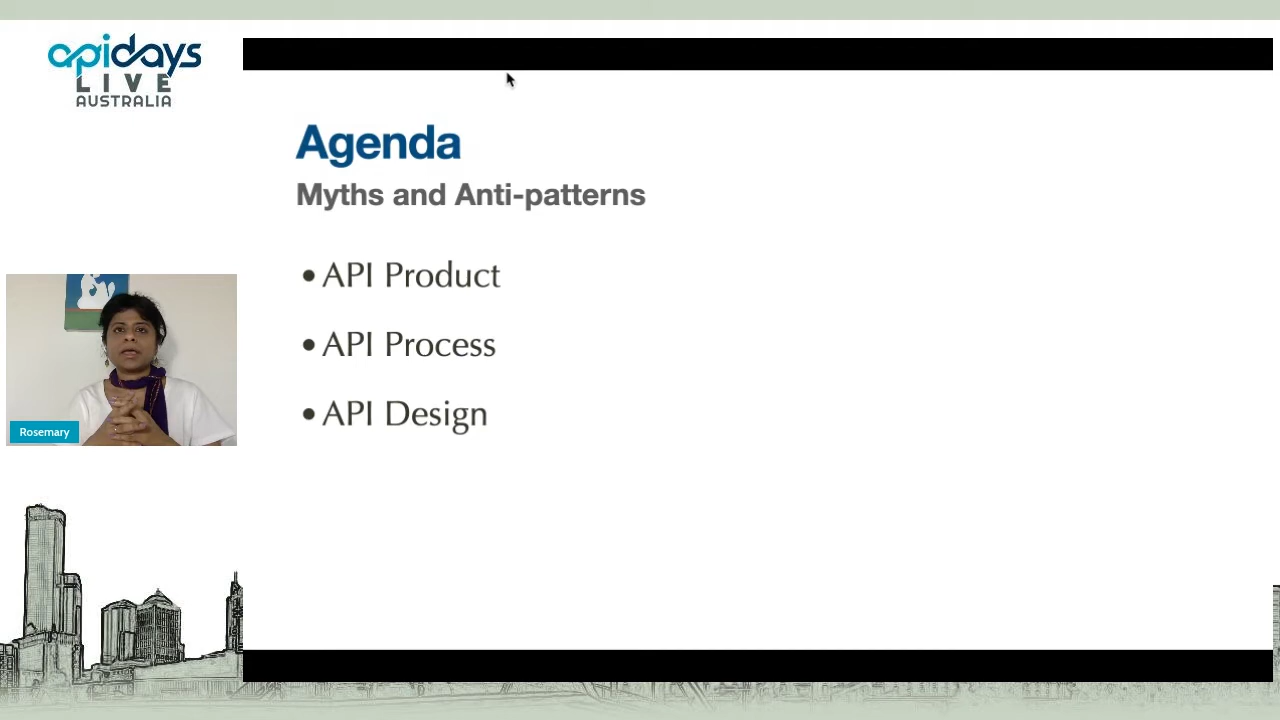 apidays
LIVE
AUSTRALIA
Agenda
Myths and Anti-patterns
• API Product
• API Process
• API Design
Rosemary